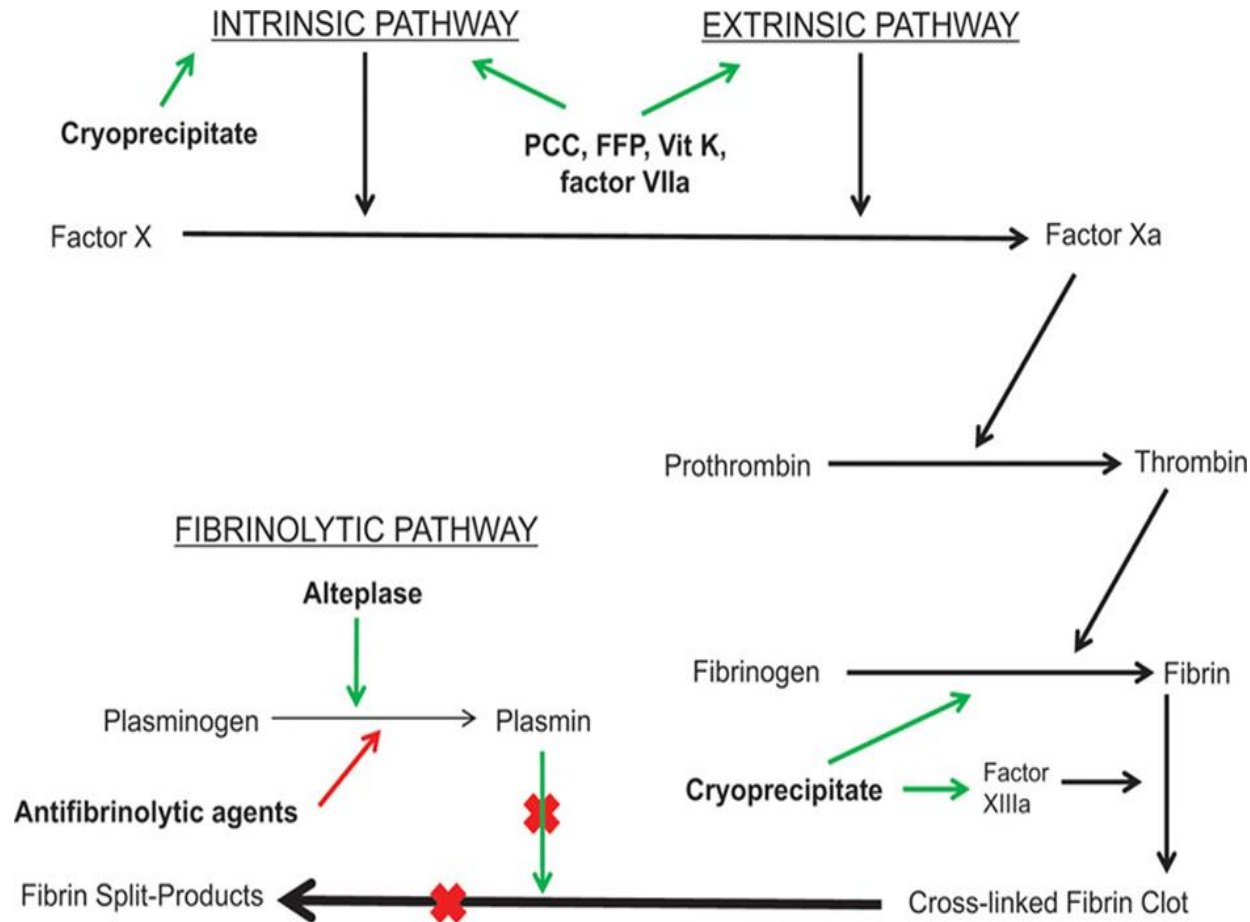 INTRINSIC PATHWAY
EXTRINSIC PATHWAY
Cryoprecipitate
PCC, FFP, Vit K,
factor VIIa
Factor X
Factor Xa
Prothrombin
Thrombin
FIBRINOLYTIC PATHWAY
Alteplase
Fibrinogen
Fibrin
Plasminogen
Plasmin
Cryoprecipitate
Factor
XIIIa
Antifibrinolytic agents
Fibrin Split-Products
Cross-linked Fibrin Clot